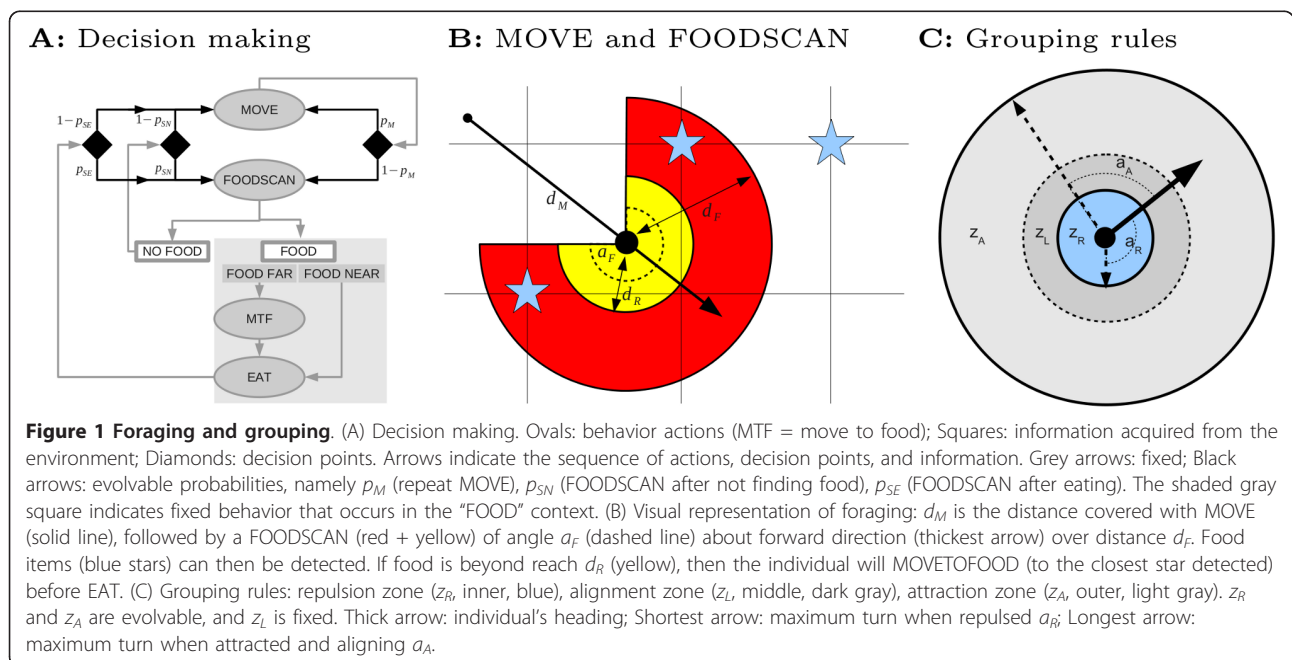 A: Decision making
B: MOVE and FOODSCAN
C: Grouping rules
MOVE
1−p_SE
1−p_SN
p_M
p_SE
p_SN
1−p_M
FOODSCAN
NO FOOD
FOOD
FOOD FAR
FOOD NEAR
MTF
EAT
d_M
d_F
a_F
d_R
a_A
z_A
z_L
z_R
a_R
Figure 1 Foraging and grouping. (A) Decision making. Ovals: behavior actions (MTF = move to food); Squares: information acquired from the
environment; Diamonds: decision points. Arrows indicate the sequence of actions, decision points, and information. Grey arrows: fixed; Black
arrows: evolvable probabilities, namely p_M (repeat MOVE), p_SN (FOODSCAN after not finding food), p_SE (FOODSCAN after eating). The shaded gray
square indicates fixed behavior that occurs in the “FOOD” context. (B) Visual representation of foraging: d_M is the distance covered with MOVE
(solid line), followed by a FOODSCAN (red + yellow) of angle a_F (dashed line) about forward direction (thickest arrow) over distance d_F. Food
items (blue stars) can then be detected. If food is beyond reach d_R (yellow), then the individual will MOVETOFOOD (to the closest star detected)
before EAT. (C) Grouping rules: repulsion zone (z_R, inner, blue), alignment zone (z_L, middle, dark gray), attraction zone (z_A, outer, light gray). z_R
and z_A are evolvable, and z_L is fixed. Thick arrow: individual’s heading; Shortest arrow: maximum turn when repulsed a_R; Longest arrow:
maximum turn when attracted and aligning a_A.